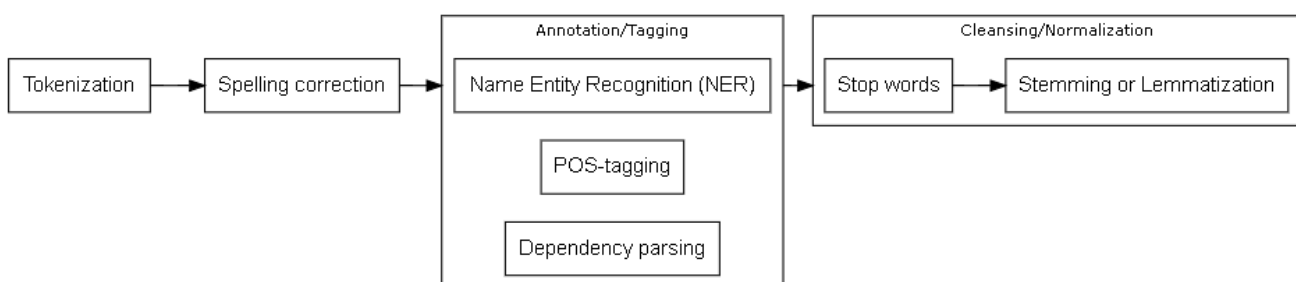 Tokenization
Spelling correction
Annotation/Tagging
Name Entity Recognition (NER)
POS-tagging
Dependency parsing
Cleansing/Normalization
Stop words
Stemming or Lemmatization